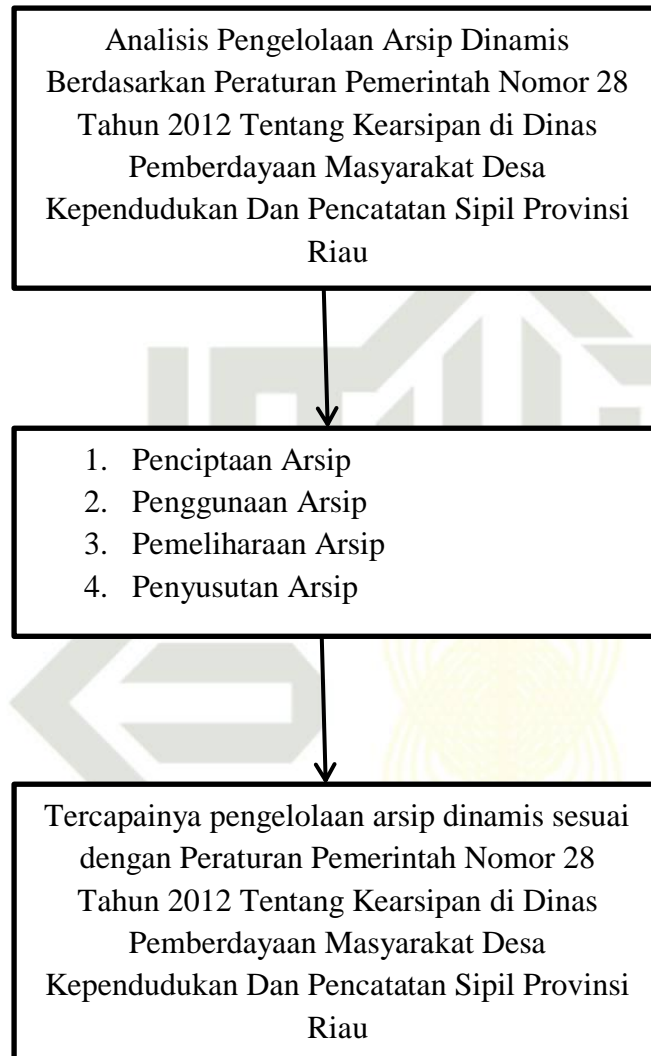 Analisis Pengelolaan Arsip Dinamis
Berdasarkan Peraturan Pemerintah Nomor 28
Tahun 2012 Tentang Kearsipan di Dinas
Pemberdayaan Masyarakat Desa
Kependudukan Dan Pencatatan Sipil Provinsi
Riau
1. Penciptaan Arsip
2. Penggunaan Arsip
3. Pemeliharaan Arsip
4. Penyusutan Arsip
Tercapainya pengelolaan arsip dinamis sesuai
dengan Peraturan Pemerintah Nomor 28
Tahun 2012 Tentang Kearsipan di Dinas
Pemberdayaan Masyarakat Desa
Kependudukan Dan Pencatatan Sipil Provinsi
Riau